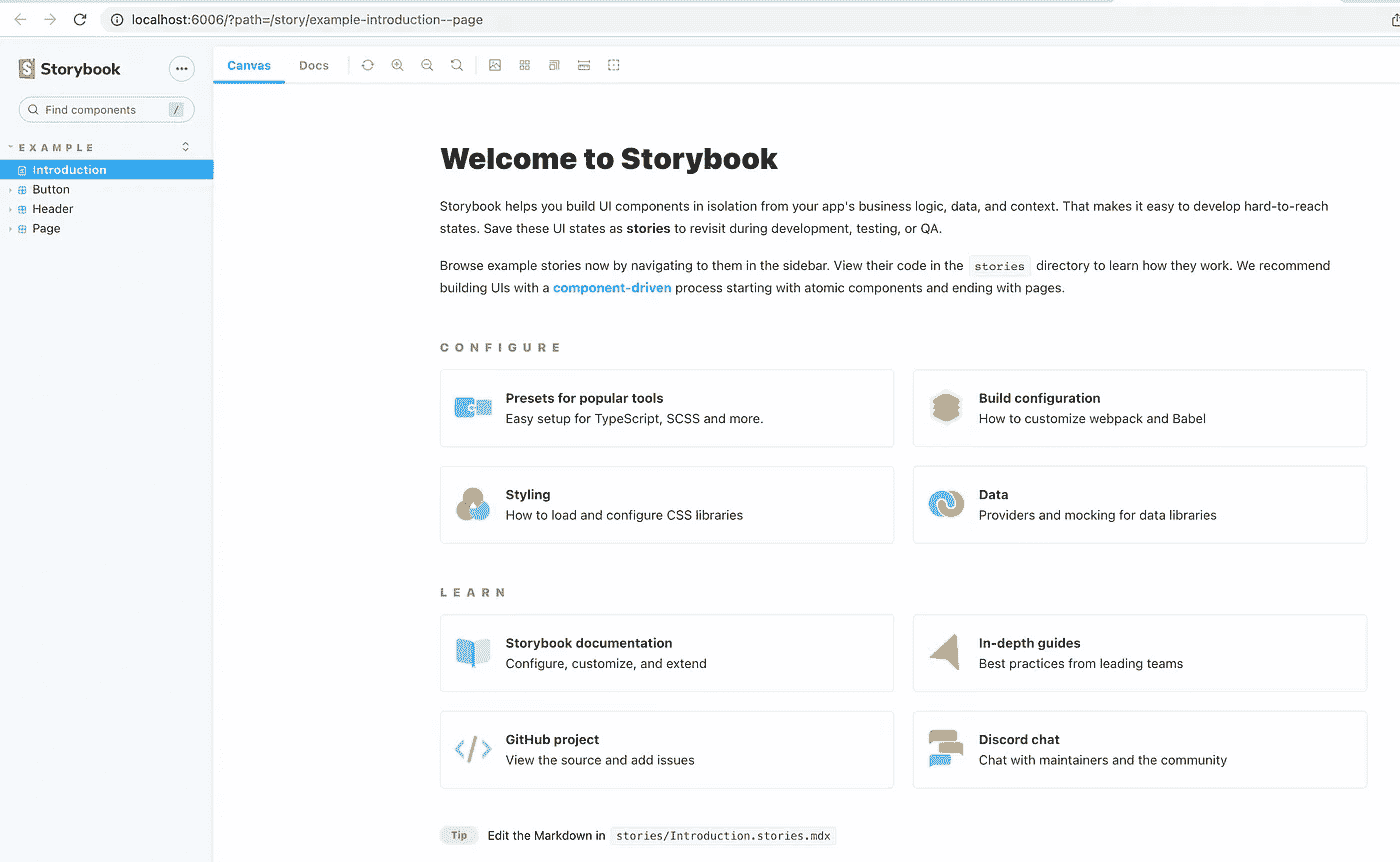 localhost:6006/?path=/story/example-introduction--page
Storybook
Find components /
EXAMPLE
Introduction
Button
Header
Page
Canvas Docs
Welcome to Storybook
Storybook helps you build UI components in isolation from your app's business logic, data, and context. That makes it easy to develop hard-to-reach
states. Save these UI states as stories to revisit during development, testing, or QA.
Browse example stories now by navigating to them in the sidebar. View their code in the stories directory to learn how they work. We recommend
building UIs with a component-driven process starting with atomic components and ending with pages.
CONFIGURE
Presets for popular tools
Easy setup for TypeScript, SCSS and more.
Build configuration
How to customize webpack and Babel
Styling
How to load and configure CSS libraries
Data
Providers and mocking for data libraries
LEARN
Storybook documentation
Configure, customize, and extend
In-depth guides
Best practices from leading teams
GitHub project
View the source and add issues
Discord chat
Chat with maintainers and the community
Tip Edit the Markdown in stories/Introduction.stories.mdx